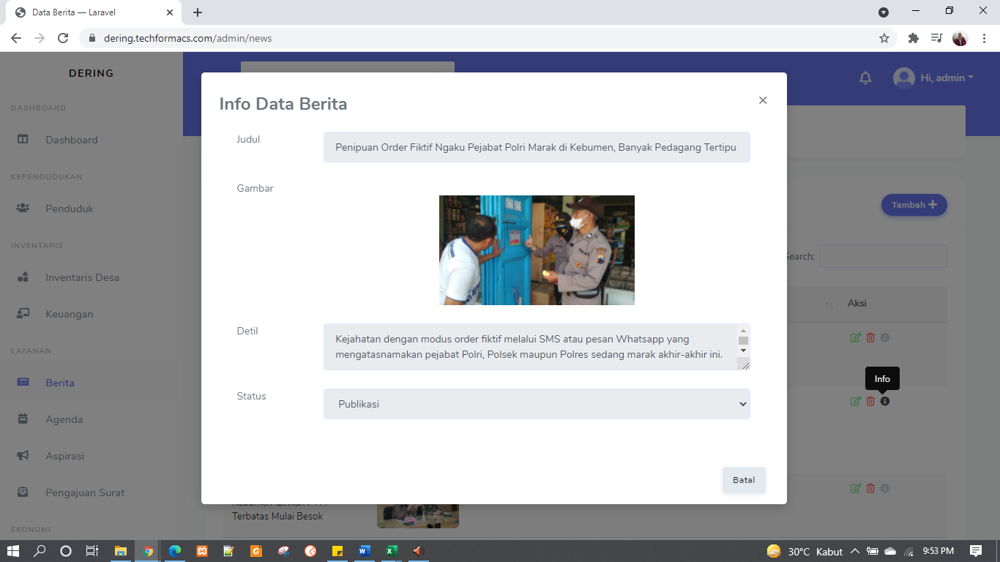 Data Berita — Laravel
dering.techformacs.com/admin/news
DERING
Hi, admin
DASHBOARD
Dashboard
KEPENDUDUKAN
Penduduk
INVENTARIS
Inventaris Desa
Keuangan
LAYANAN
Berita
Agenda
Aspirasi
Pengajuan Surat
EKONOMI
Info Data Berita
×
Judul
Penipuan Order Fiktif Ngaku Pejabat Polri Marak di Kebumen, Banyak Pedagang Tertipu
Gambar
Detil
Kejahatan dengan modus order fiktif melalui SMS atau pesan Whatsapp yang
mengatasnamakan pejabat Polri, Polsek maupun Polres sedang marak akhir-akhir ini.
Status
Publikasi
Batal
Tambah
Search:
Aksi
Info
Terbatas Mulai Besok
30°C Kabut
9:53 PM